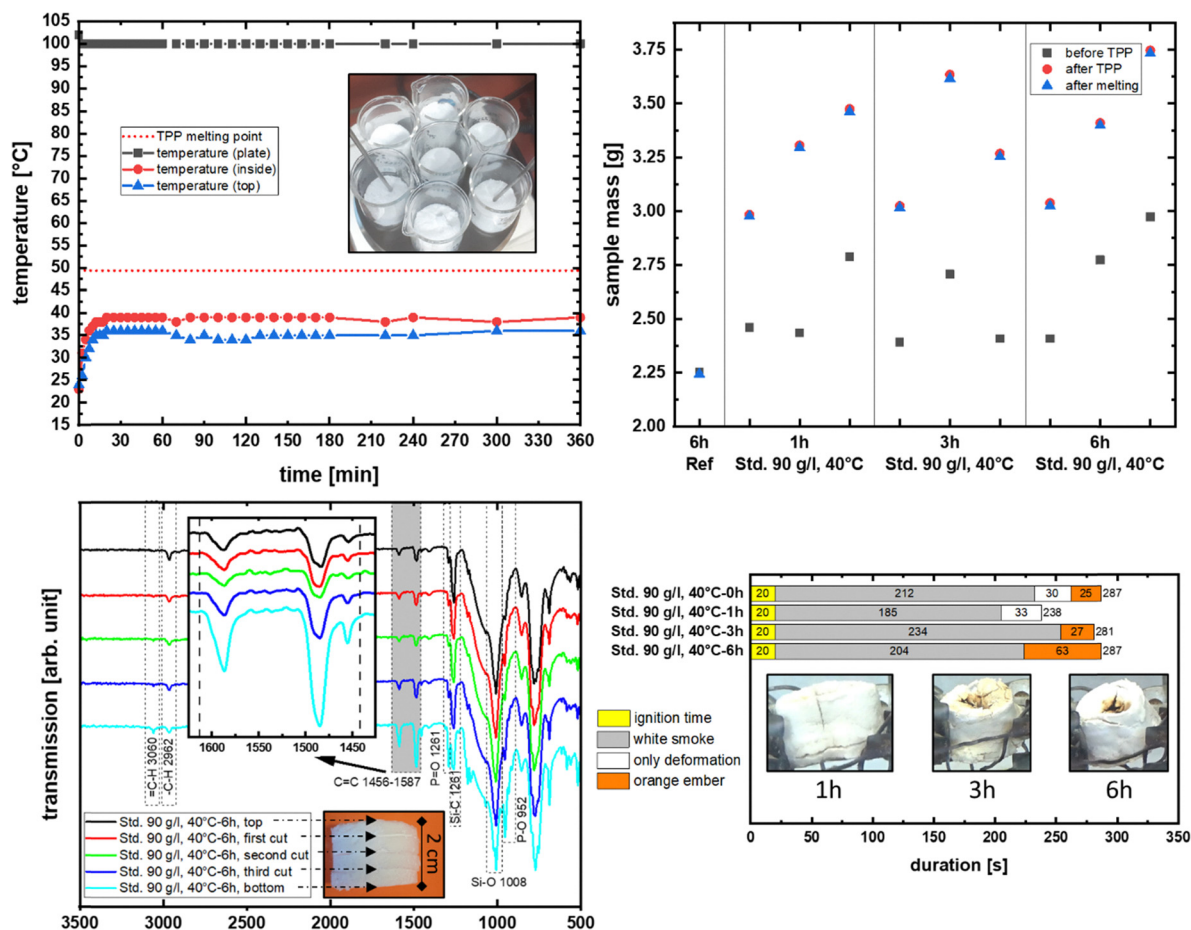 105
100
95
90
85
80
75
70
65
60
55
50
45
40
35
30
25
20
15
temperature [°C]
TPP melting point
temperature (plate)
temperature (inside)
temperature (top)
0 30 60 90 120 150 180 210 240 270 300 330 360
time [min]
3.75
3.50
3.25
3.00
2.75
2.50
2.25
2.00
sample mass [g]
before TPP
after TPP
after melting
6h 1h 3h 6h
Ref Std. 90 g/l, 40°C Std. 90 g/l, 40°C Std. 90 g/l, 40°C
transmission [arb. unit]
1600 1550 1500 1450
=C-H 3060
-C-H 2962
C=C 1456-1587
P=O 1261
Si-C 1261
P-O 952
Si-O 1008
Std. 90 g/l, 40°C-6h, top
Std. 90 g/l, 40°C-6h, first cut
Std. 90 g/l, 40°C-6h, second cut
Std. 90 g/l, 40°C-6h, third cut
Std. 90 g/l, 40°C-6h, bottom
2 cm
3500 3000 2500 2000 1500 1000 500
Std. 90 g/l, 40°C-0h 20 212 30 25 287
Std. 90 g/l, 40°C-1h 20 185 33 238
Std. 90 g/l, 40°C-3h 20 234 27 281
Std. 90 g/l, 40°C-6h 20 204 63 287
ignition time
white smoke
only deformation
orange ember
1h 3h 6h
0 50 100 150 200 250 300 350
duration [s]